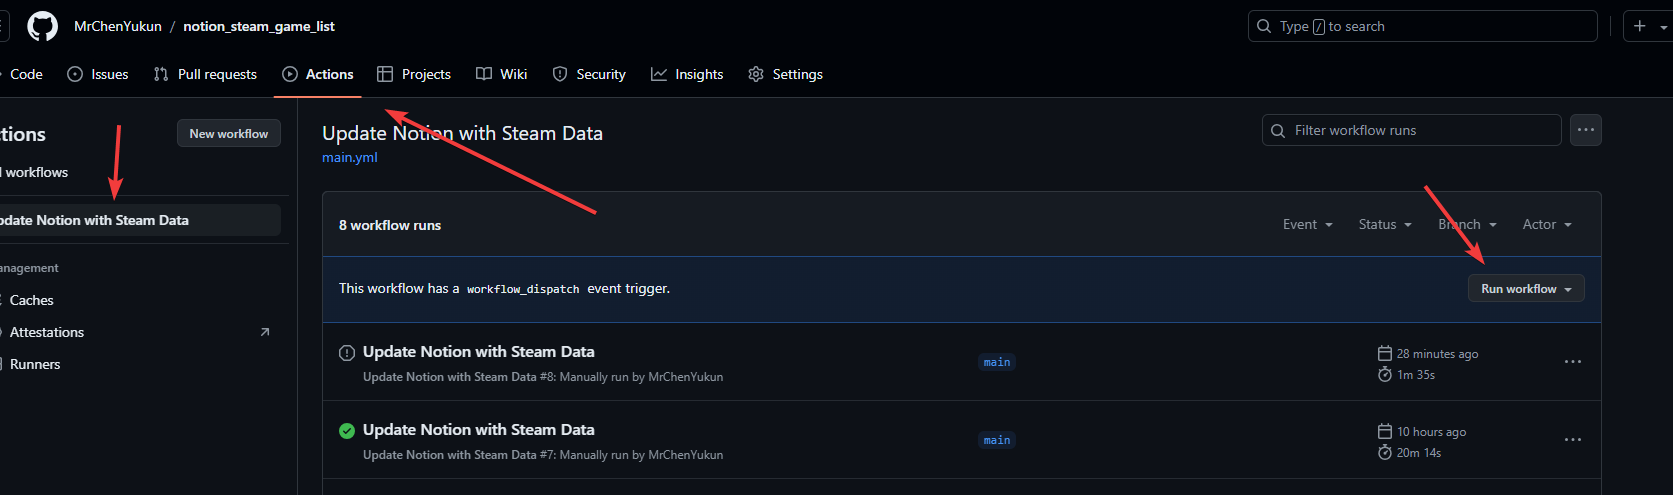 MrChenYukun / notion_steam_game_list
Type / to search
Code Issues Pull requests Actions Projects Wiki Security Insights Settings
ctions
New workflow
l workflows
pdate Notion with Steam Data
anagement
Caches
Attestations
Runners
Update Notion with Steam Data
main.yml
Filter workflow runs
8 workflow runs
Event Status Branch Actor
This workflow has a workflow_dispatch event trigger.
Run workflow
Update Notion with Steam Data
Update Notion with Steam Data #8: Manually run by MrChenYukun
main
28 minutes ago
1m 35s
Update Notion with Steam Data
Update Notion with Steam Data #7: Manually run by MrChenYukun
main
10 hours ago
20m 14s